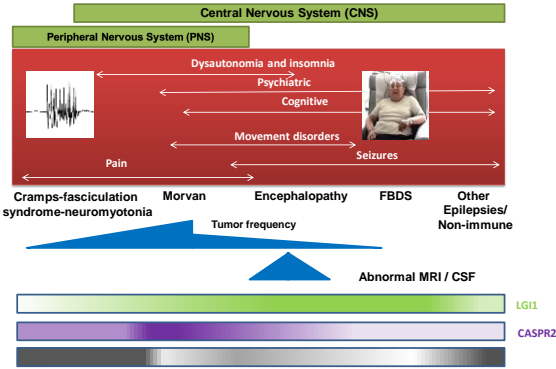 Central Nervous System (CNS)
Peripheral Nervous System (PNS)
Dysautonomia and insomnia
Psychiatric
Cognitive
Movement disorders
Seizures
Pain
Cramps-fasciculation
syndrome-neuromyotonia
Morvan
Encephalopathy
FBDS
Other
Epilepsies/
Non-immune
Tumor frequency
Abnormal MRI / CSF
LGI1
CASPR2